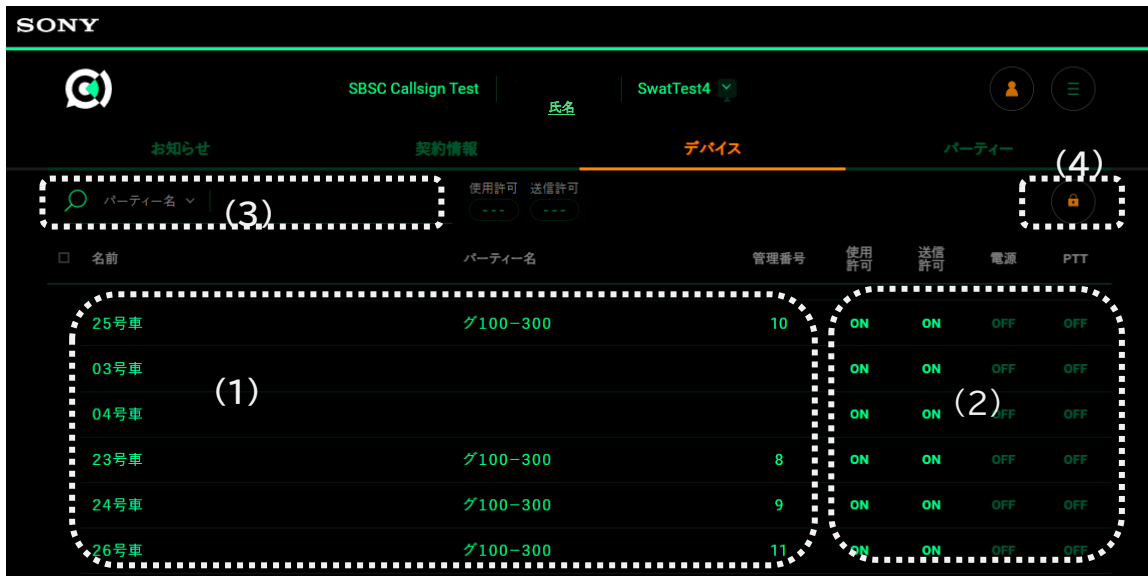 SONY
SBSC Callsign Test 氏名 SwatTest4
お知らせ 契約情報 デバイス パーティー
(4)
パーティー名 (3) 使用許可 送信許可
--- ---
名前 パーティー名 管理番号 使用許可 送信許可 電源 PTT
25号車 グ100-300 10 ON ON OFF OFF
03号車 ON ON OFF OFF
(1) (2)
04号車 ON ON OFF OFF
23号車 グ100-300 8 ON ON OFF OFF
24号車 グ100-300 9 ON ON OFF OFF
26号車 グ100-300 11 ON ON OFF OFF